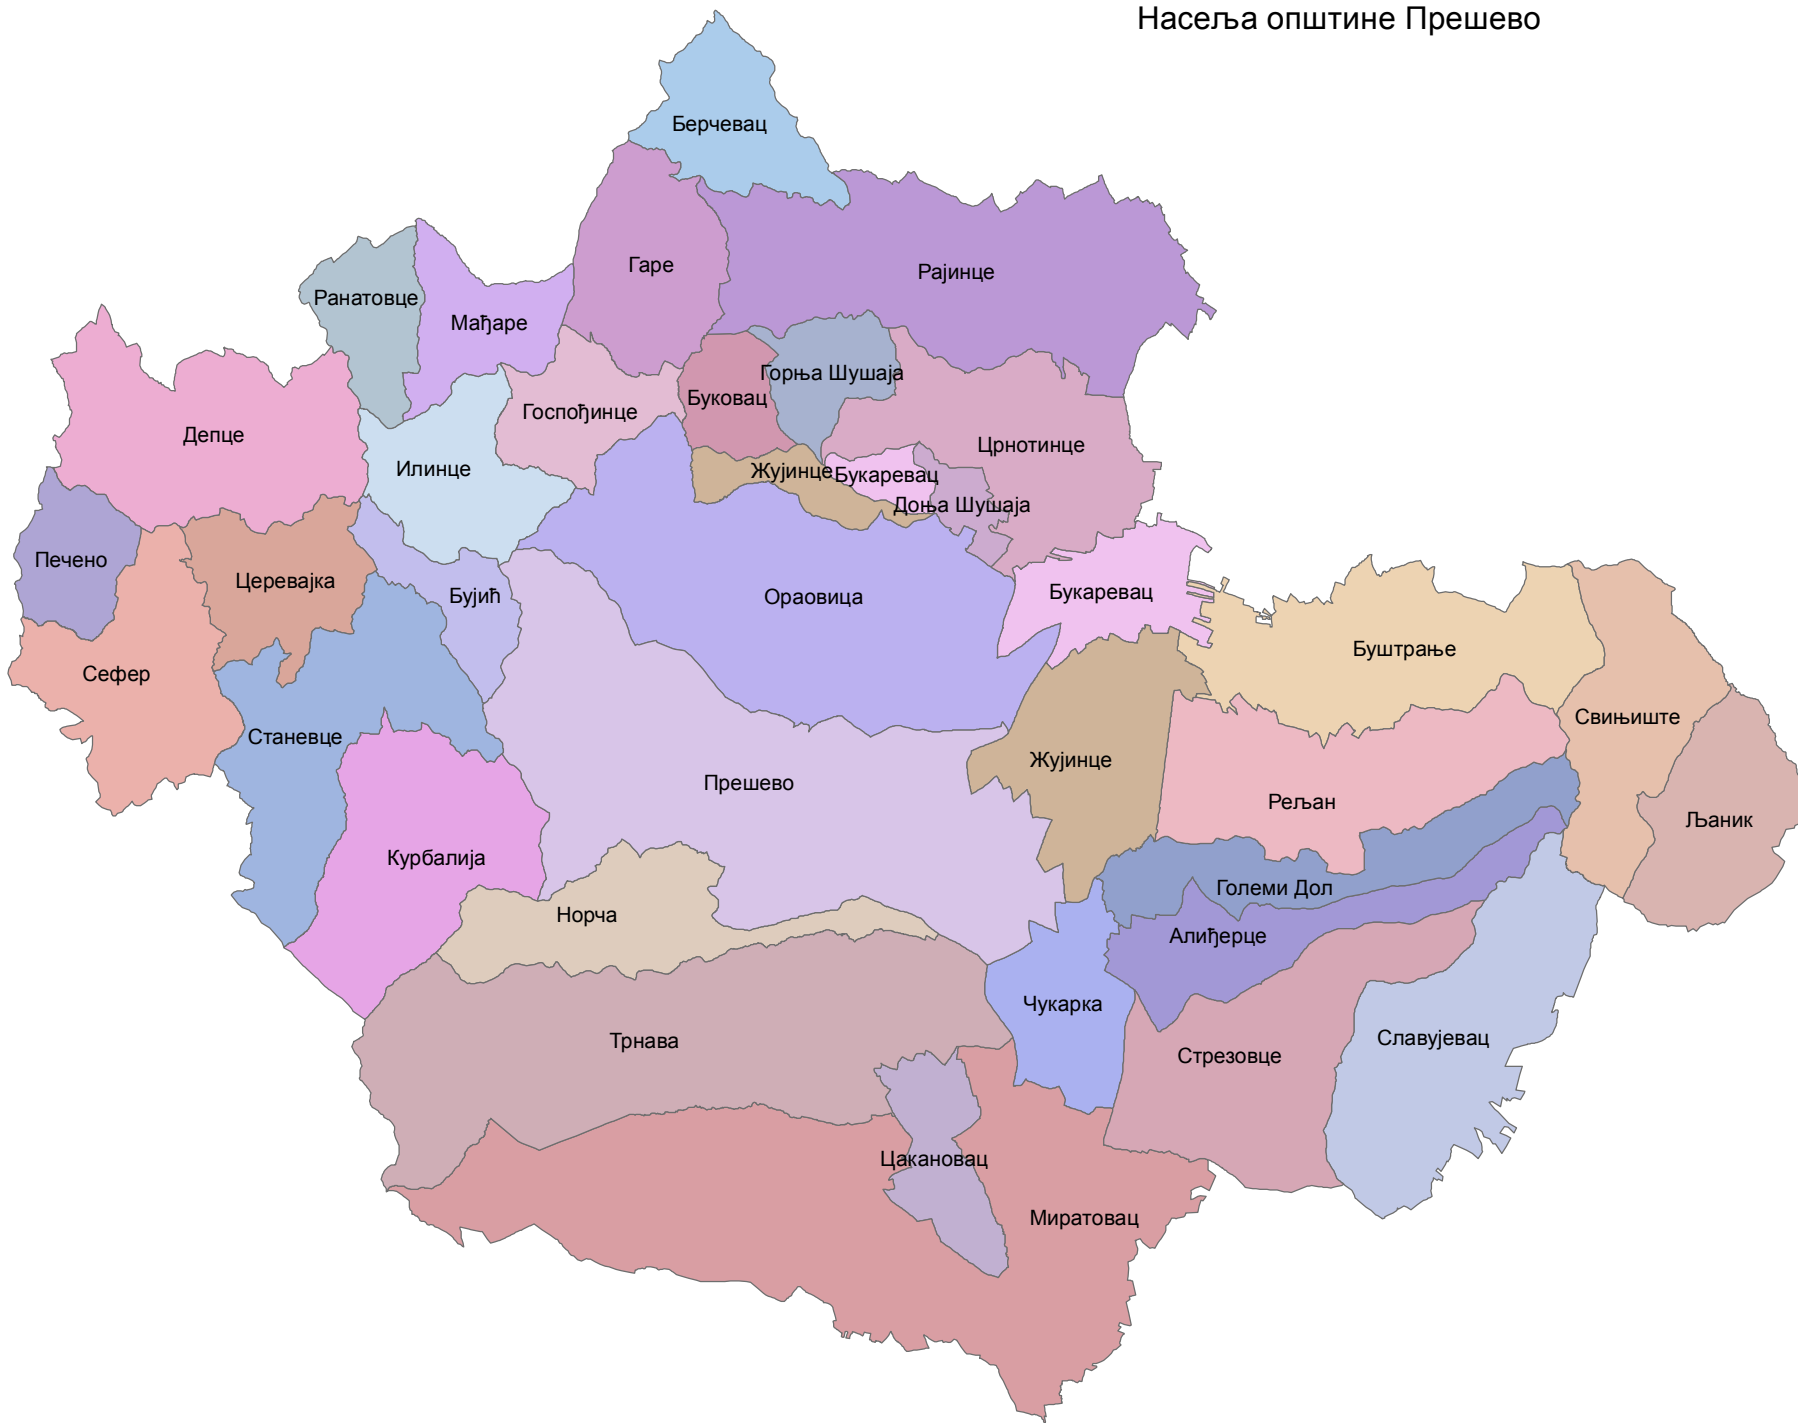 Насеља општине Прешево
Берчевац
Гаре
Рајинце
Ранатовце
Мађаре
Горња Шушаја
Буковац
Госпођинце
Депце
Црнотинце
Илинце
Жујинце
Букаревац
Доња Шушаја
Печено
Церевајка
Бујић
Ораовица
Букаревац
Буштрање
Сефер
Свињиште
Станевце
Жујинце
Прешево
Рељан
Љаник
Курбалија
Големи Дол
Норча
Алиђерце
Чукарка
Трнава
Славујевац
Стрезовце
Цакановац
Миратовац